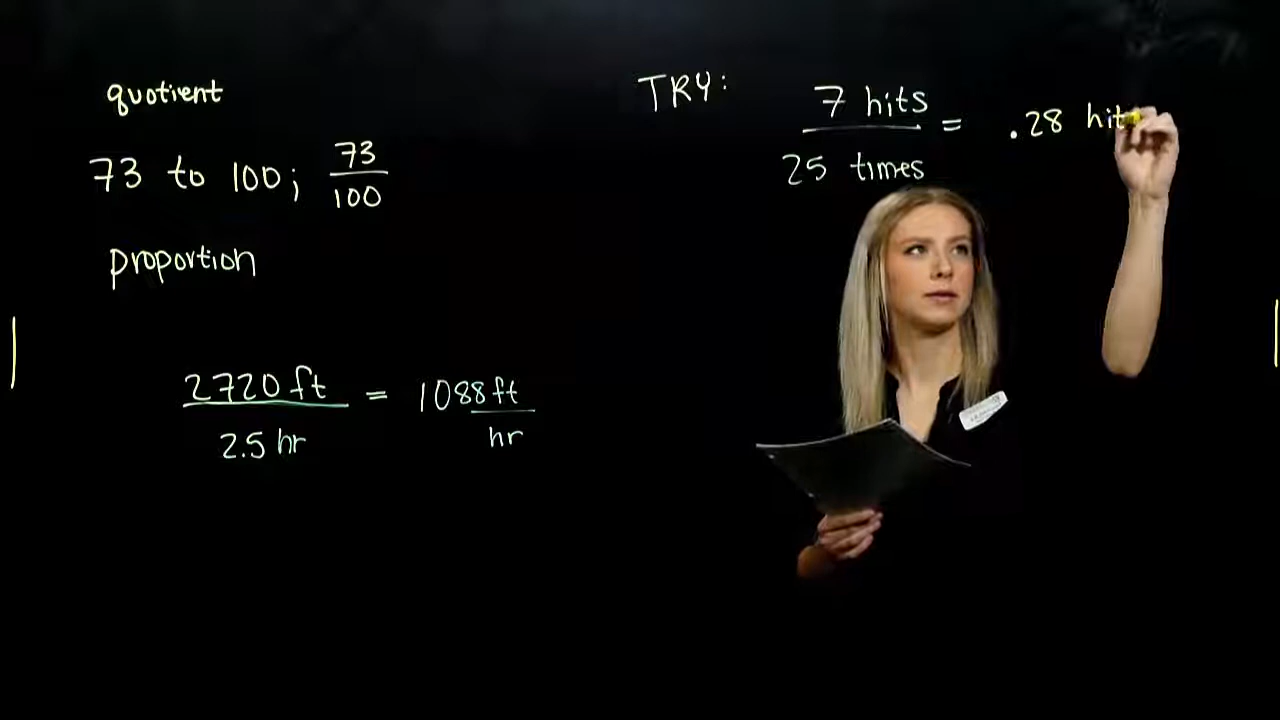 quotient
73 to 100; 73/100
proportion
2720 ft / 2.5 hr = 1088 ft / hr
TRY:
7 hits / 25 times = .28 hit